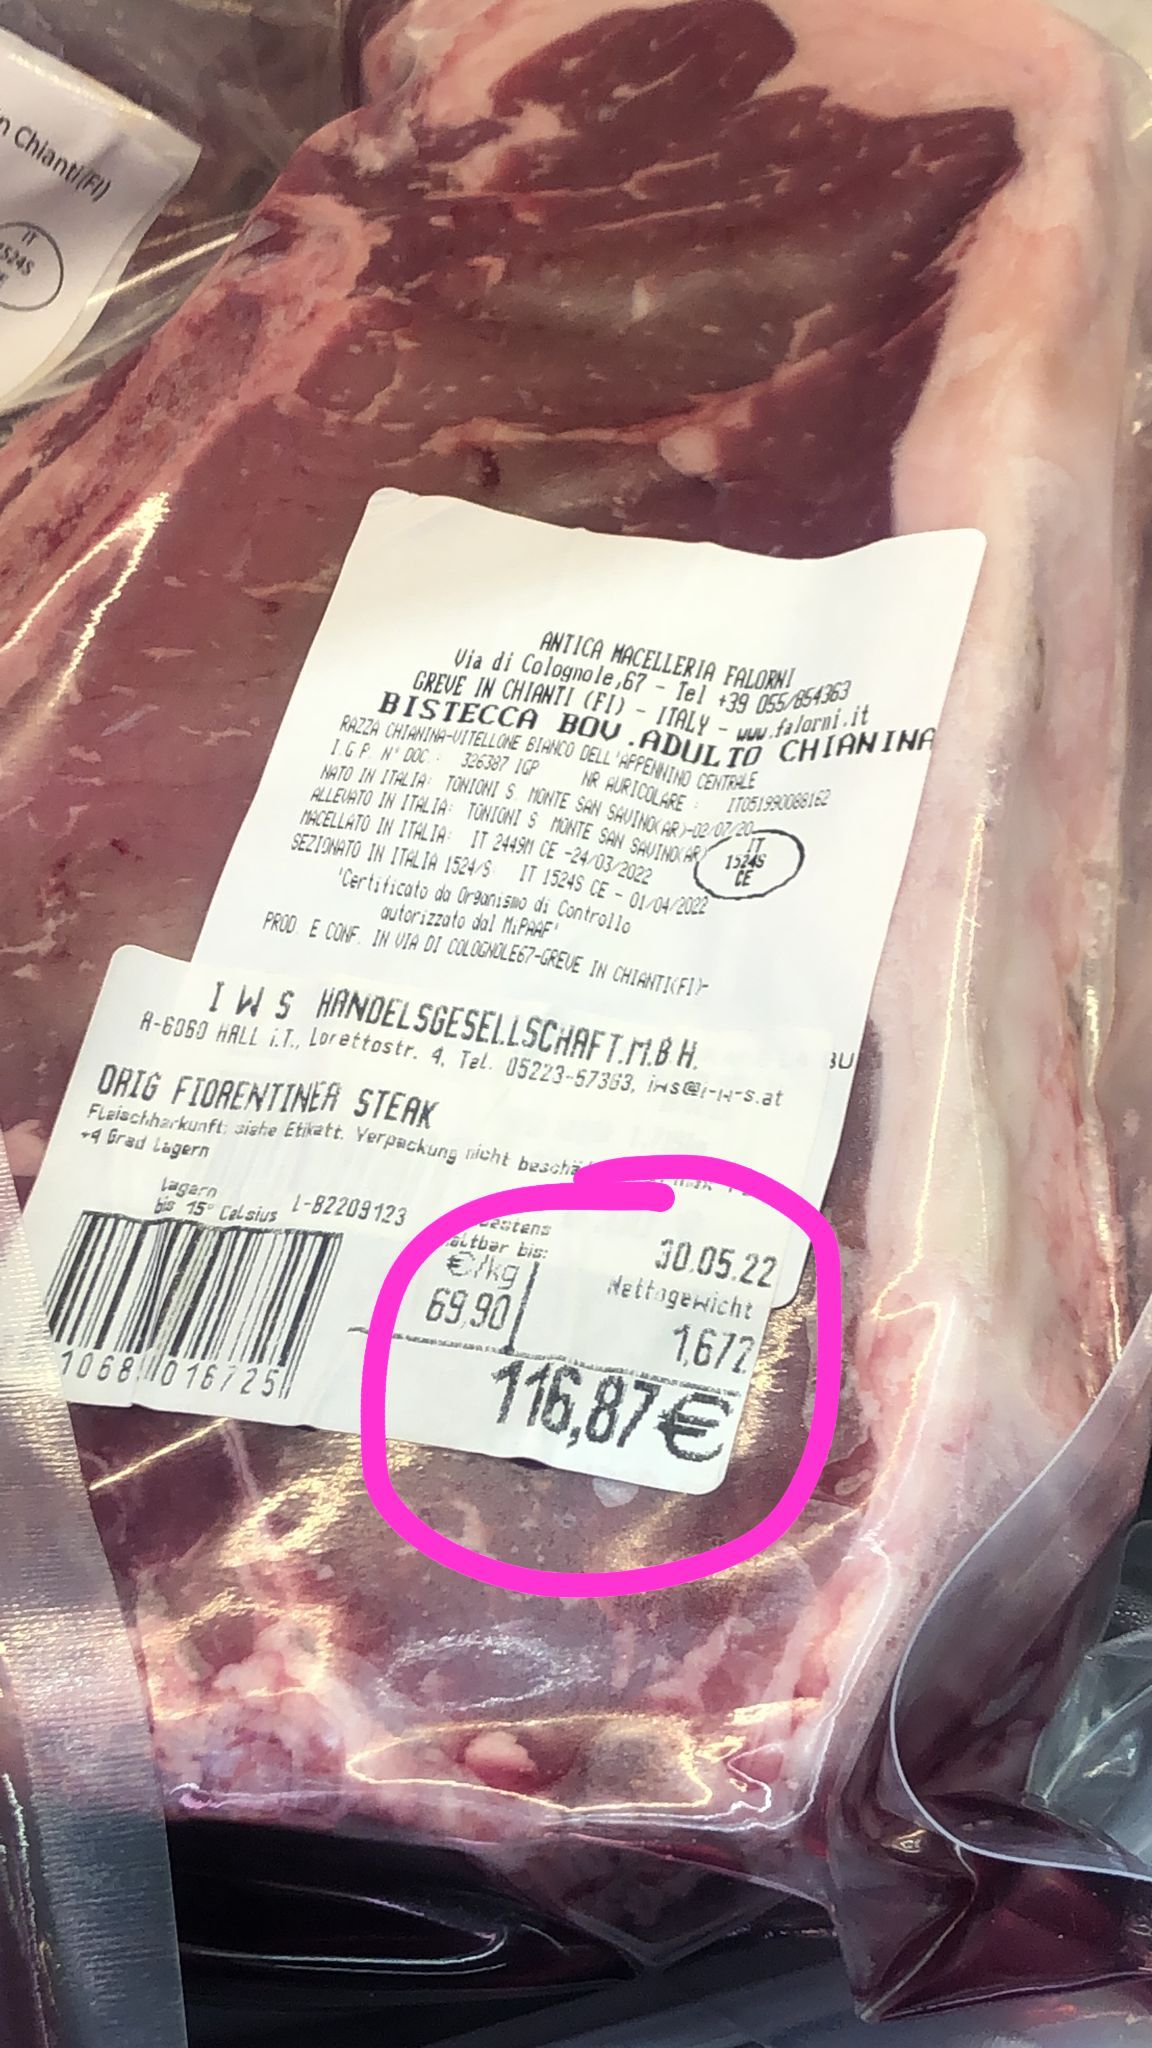 n Chianti(FI)
IT
1524S
CE
ANTICA MACELLERIA FALORNI
Via di Colognole,67 - Tel +39 055/854363
GREVE IN CHIANTI (FI) - ITALY - www.falorni.it
BISTECCA BOV.ADULTO CHIANINA
RAZZA CHIANINA-VITELLONE BIANCO DELL'APPENNINO CENTRALE
I.G.P. N° DOC.: 326387 IGP NR AURICOLARE : IT051990088162
NATO IN ITALIA: TONIONI S. MONTE SAN SAVINO(AR)-02/07/20
ALLEVATO IN ITALIA: TONIONI S. MONTE SAN SAVINO(AR)
MACELLATO IN ITALIA: IT 2449M CE -24/03/2022
SEZIONATO IN ITALIA 1524/S: IT 1524S CE - 01/04/2022
IT
1524S
CE
'Certificato da Organismo di Controllo
autorizzato dal MiPAAF'
PROD. E CONF. IN VIA DI COLOGNOLE67-GREVE IN CHIANTI(FI)-
I W S HANDELSGESELLSCHAFT.M.B.H.
A-6060 HALL i.T., Lorettostr. 4, Tel. 05223-57363, iws@i-w-s.at
ORIG FIORENTINER STEAK
Fleischharkunft: siehe Etikett. Verpackung nicht beschä
+4 Grad lagern
lagern
bis 15° Celsius L-B2209123
estens
altbar bis: 30.05.22
€/kg Nettogewicht
69,90 1,672
116,87€
1068 016725